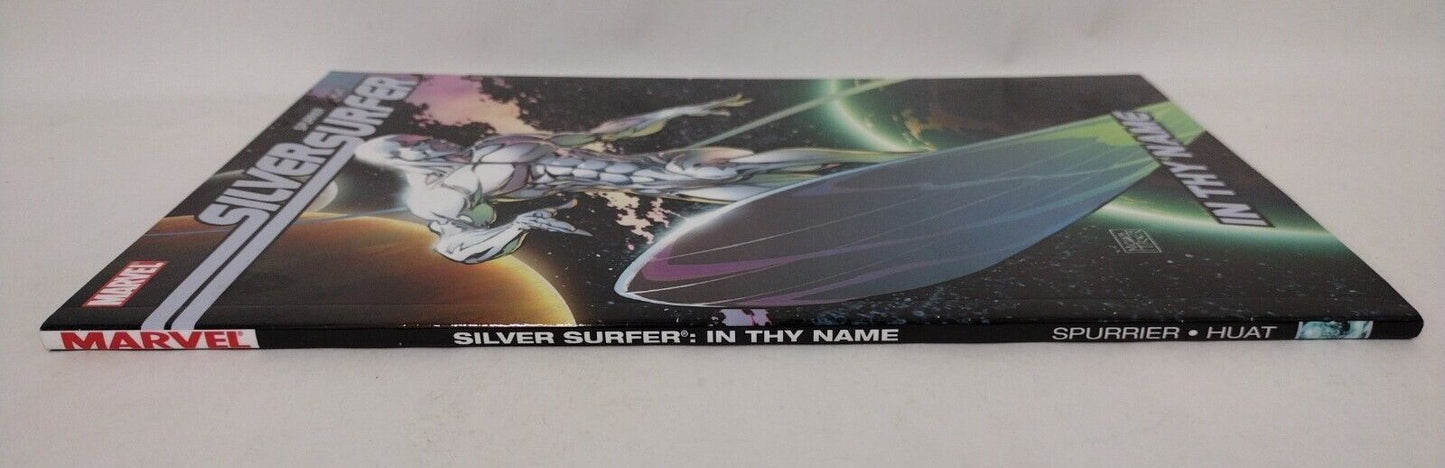 SILVER
SURFER
MARVEL
IN THY NAME
MARVEL® SILVER SURFER®: IN THY NAME SPURRIER • HUAT